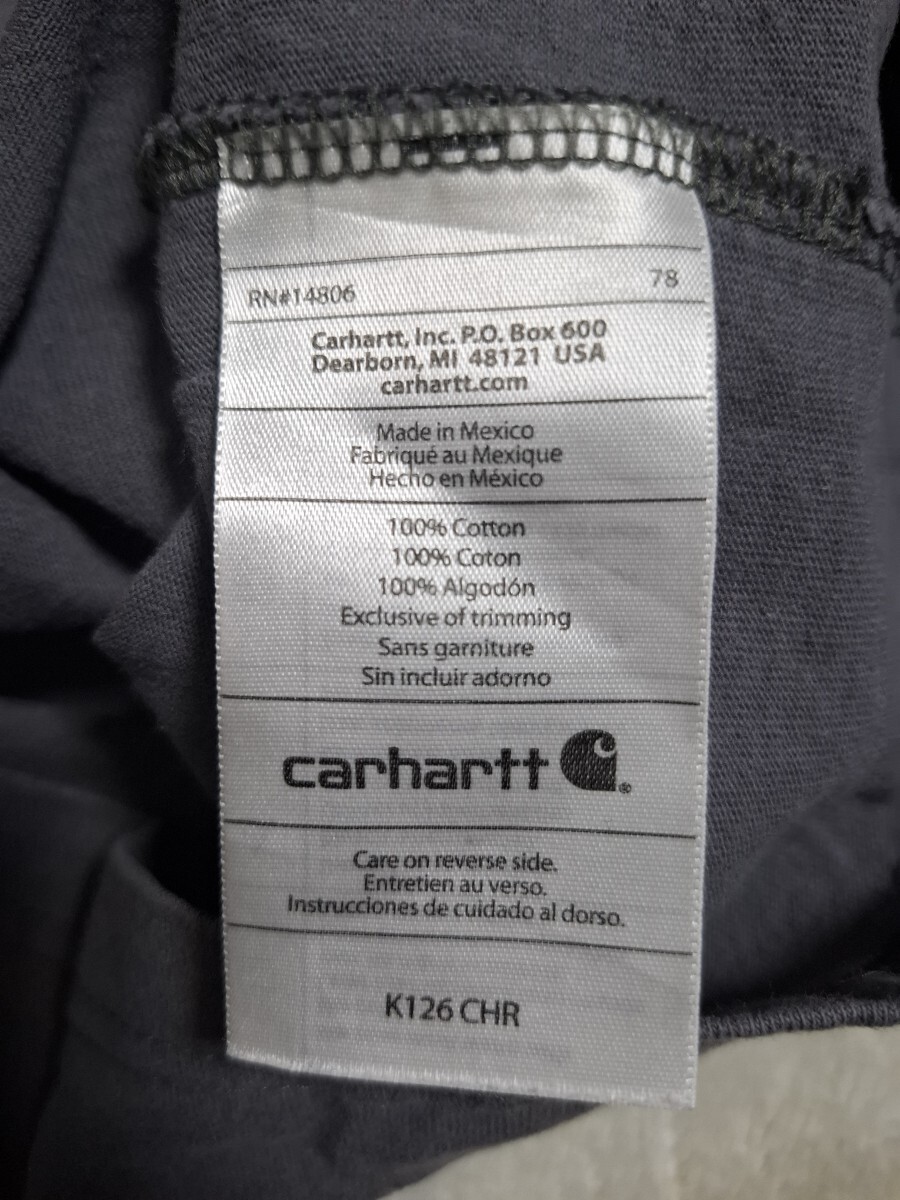 RN#14806 78
Carhartt, Inc. P.O. Box 600
Dearborn, MI 48121 USA
carhartt.com
Made in Mexico
Fabriqué au Mexique
Hecho en México
100% Cotton
100% Coton
100% Algodón
Exclusive of trimming
Sans garniture
Sin incluir adorno
carhartt ®
Care on reverse side.
Entretien au verso.
Instrucciones de cuidado al dorso.
K126 CHR